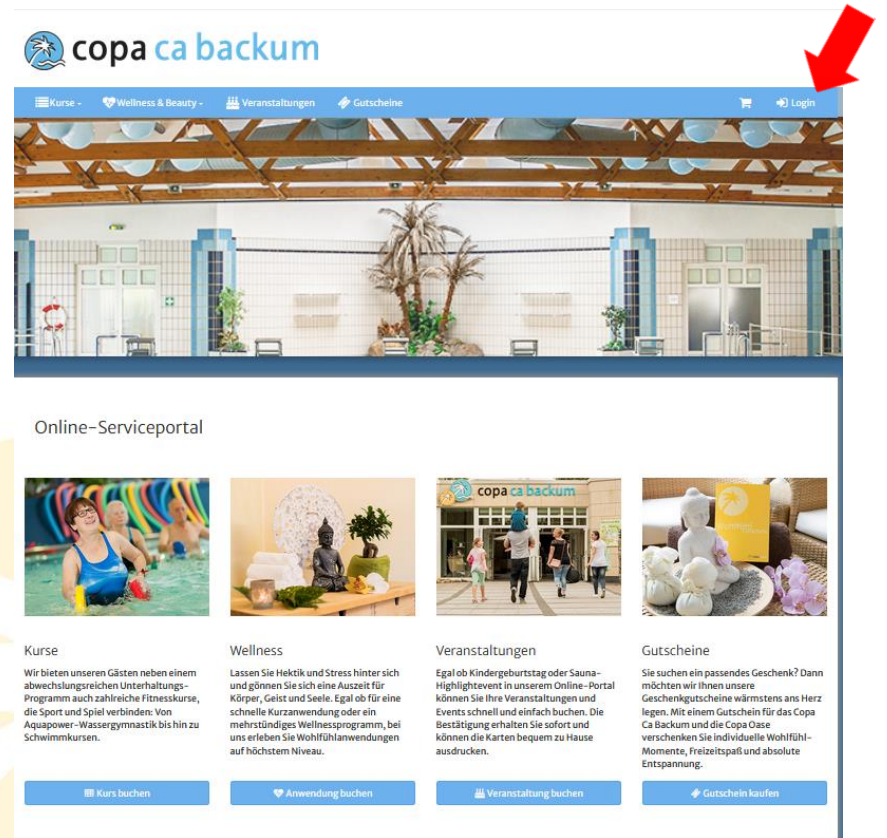 copa ca backum
Kurse Wellness & Beauty Veranstaltungen Gutscheine Login
Online-Serviceportal
copa ca backum
Kurse
Wir bieten unseren Gästen neben einem
abwechslungsreichen Unterhaltungs-
Programm auch zahlreiche Fitnesskurse,
die Sport und Spiel verbinden: Von
Aquapower-Wassergymnastik bis hin zu
Schwimmkursen.
Kurs buchen
Wellness
Lassen Sie Hektik und Stress hinter sich
und gönnen Sie sich eine Auszeit für
Körper, Geist und Seele. Egal ob für eine
schnelle Kurzanwendung oder ein
mehrstündiges Wellnessprogramm, bei
uns erleben Sie Wohlfühlanwendungen
auf höchstem Niveau.
Anwendung buchen
Veranstaltungen
Egal ob Kindergeburtstag oder Sauna-
Highlightevent in unserem Online-Portal
können Sie Ihre Veranstaltungen und
Events schnell und einfach buchen. Die
Bestätigung erhalten Sie sofort und
können die Karten bequem zu Hause
ausdrucken.
Veranstaltung buchen
Gutscheine
Sie suchen ein passendes Geschenk? Dann
möchten wir Ihnen unsere
Geschenkgutscheine wärmstens ans Herz
legen. Mit einem Gutschein für das Copa
Ca Backum und die Copa Oase
verschenken Sie individuelle Wohlfühl-
Momente, Freizeitspaß und absolute
Entspannung.
Gutschein kaufen